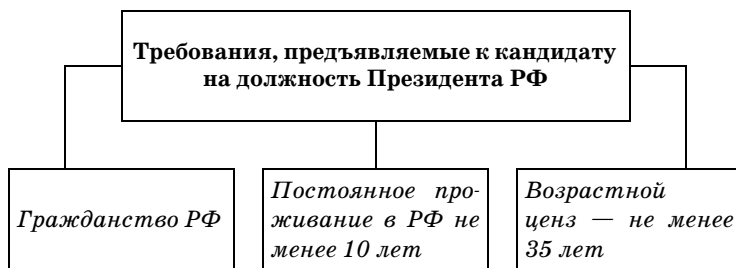 Требования, предъявляемые к кандидату
на должность Президента РФ
Гражданство РФ
Постоянное про-
живание в РФ не
менее 10 лет
Возрастной
ценз — не менее
35 лет